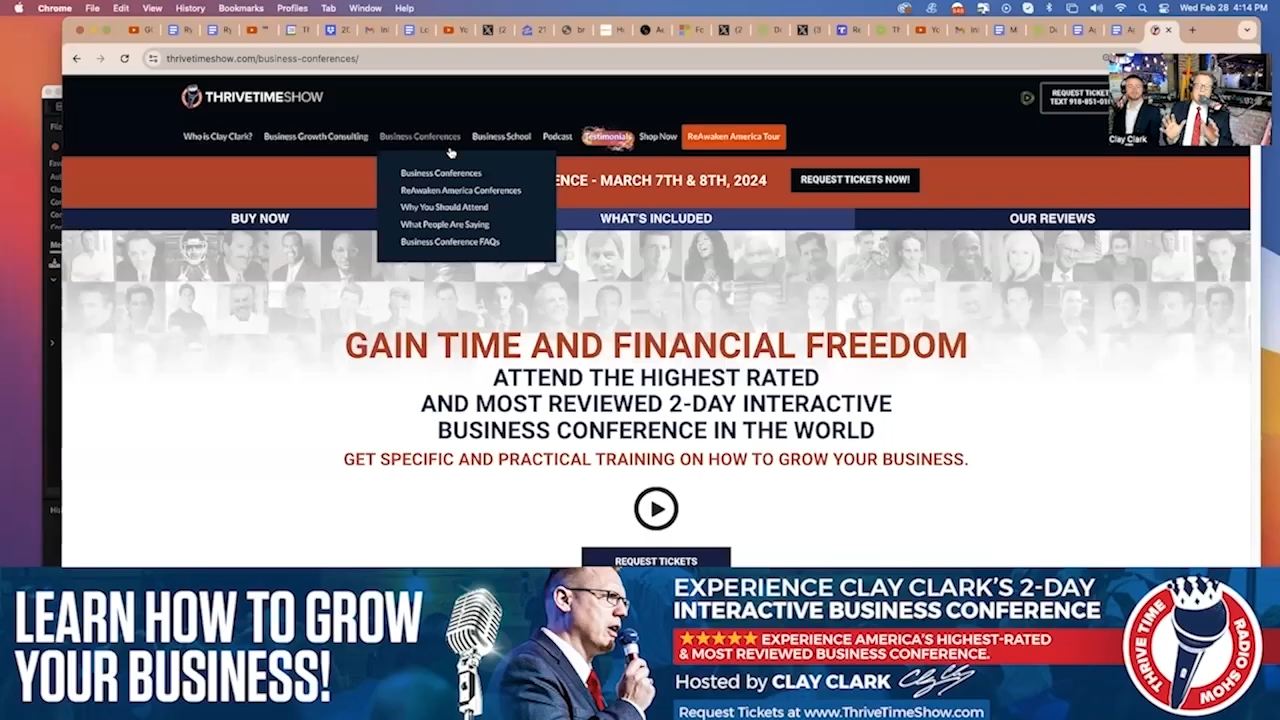 Chrome File Edit View History Bookmarks Profiles Tab Window Help
Wed Feb 28 4:14 PM
thrivetimeshow.com/business-conferences/
THRIVETIMESHOW
REQUEST TICKET
Who is Clay Clark? Business Growth Consulting Business Conferences Business School Podcast Testimonials Shop Now ReAwaken America Tour
Clay Clark
Business Conferences
ReAwaken America Conferences
Why You Should Attend
What People Are Saying
Business Conference FAQs
ENCE - MARCH 7TH & 8TH, 2024
REQUEST TICKETS NOW!
BUY NOW
WHAT'S INCLUDED
OUR REVIEWS
GAIN TIME AND FINANCIAL FREEDOM
ATTEND THE HIGHEST RATED
AND MOST REVIEWED 2-DAY INTERACTIVE
BUSINESS CONFERENCE IN THE WORLD
GET SPECIFIC AND PRACTICAL TRAINING ON HOW TO GROW YOUR BUSINESS.
REQUEST TICKETS
LEARN HOW TO GROW
YOUR BUSINESS!
EXPERIENCE CLAY CLARK'S 2-DAY
INTERACTIVE BUSINESS CONFERENCE
★★★★★ EXPERIENCE AMERICA'S HIGHEST-RATED
& MOST REVIEWED BUSINESS CONFERENCE.
Hosted by CLAY CLARK
Request Tickets at www.ThriveTimeShow.com
THRIVE TIME
RADIO SHOW